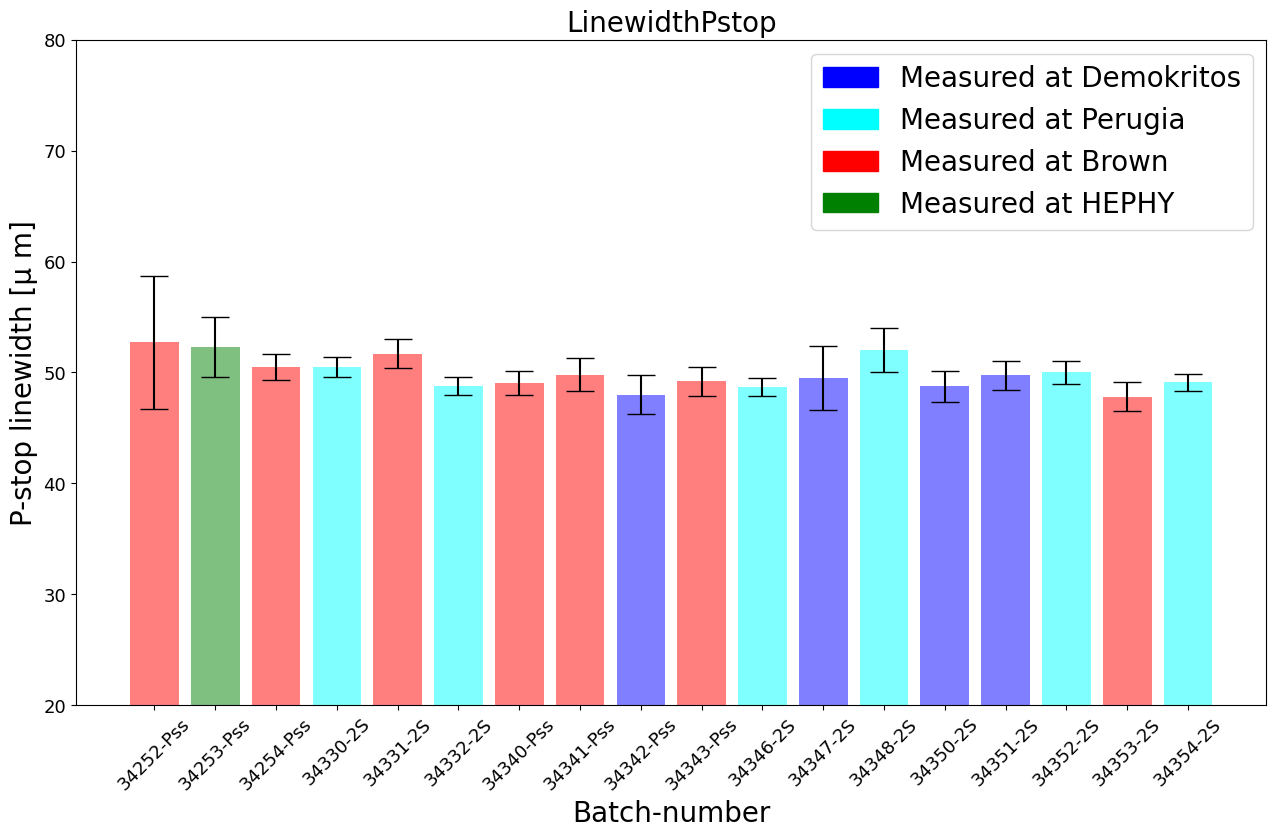 LinewidthPstop
80
70
60
50
40
30
20
P-stop linewidth [μ m]
Measured at Demokritos
Measured at Perugia
Measured at Brown
Measured at HEPHY
34252-Pss
34253-Pss
34254-Pss
34330-2S
34331-2S
34332-2S
34340-Pss
34341-Pss
34342-Pss
34343-Pss
34346-2S
34347-2S
34348-2S
34350-2S
34351-2S
34352-2S
34353-2S
34354-2S
Batch-number